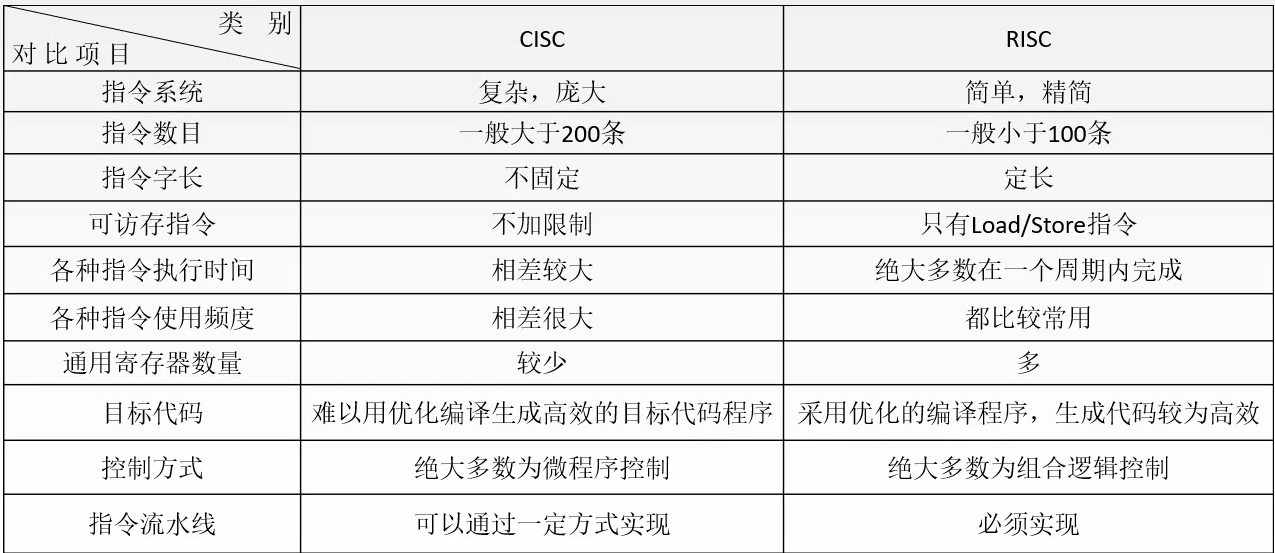 类 别
对比项目
CISC
RISC
指令系统
复杂，庞大
简单，精简
指令数目
一般大于200条
一般小于100条
指令字长
不固定
定长
可访存指令
不加限制
只有Load/Store指令
各种指令执行时间
相差较大
绝大多数在一个周期内完成
各种指令使用频度
相差很大
都比较常用
通用寄存器数量
较少
多
目标代码
难以用优化编译生成高效的目标代码程序
采用优化的编译程序，生成代码较为高效
控制方式
绝大多数为微程序控制
绝大多数为组合逻辑控制
指令流水线
可以通过一定方式实现
必须实现